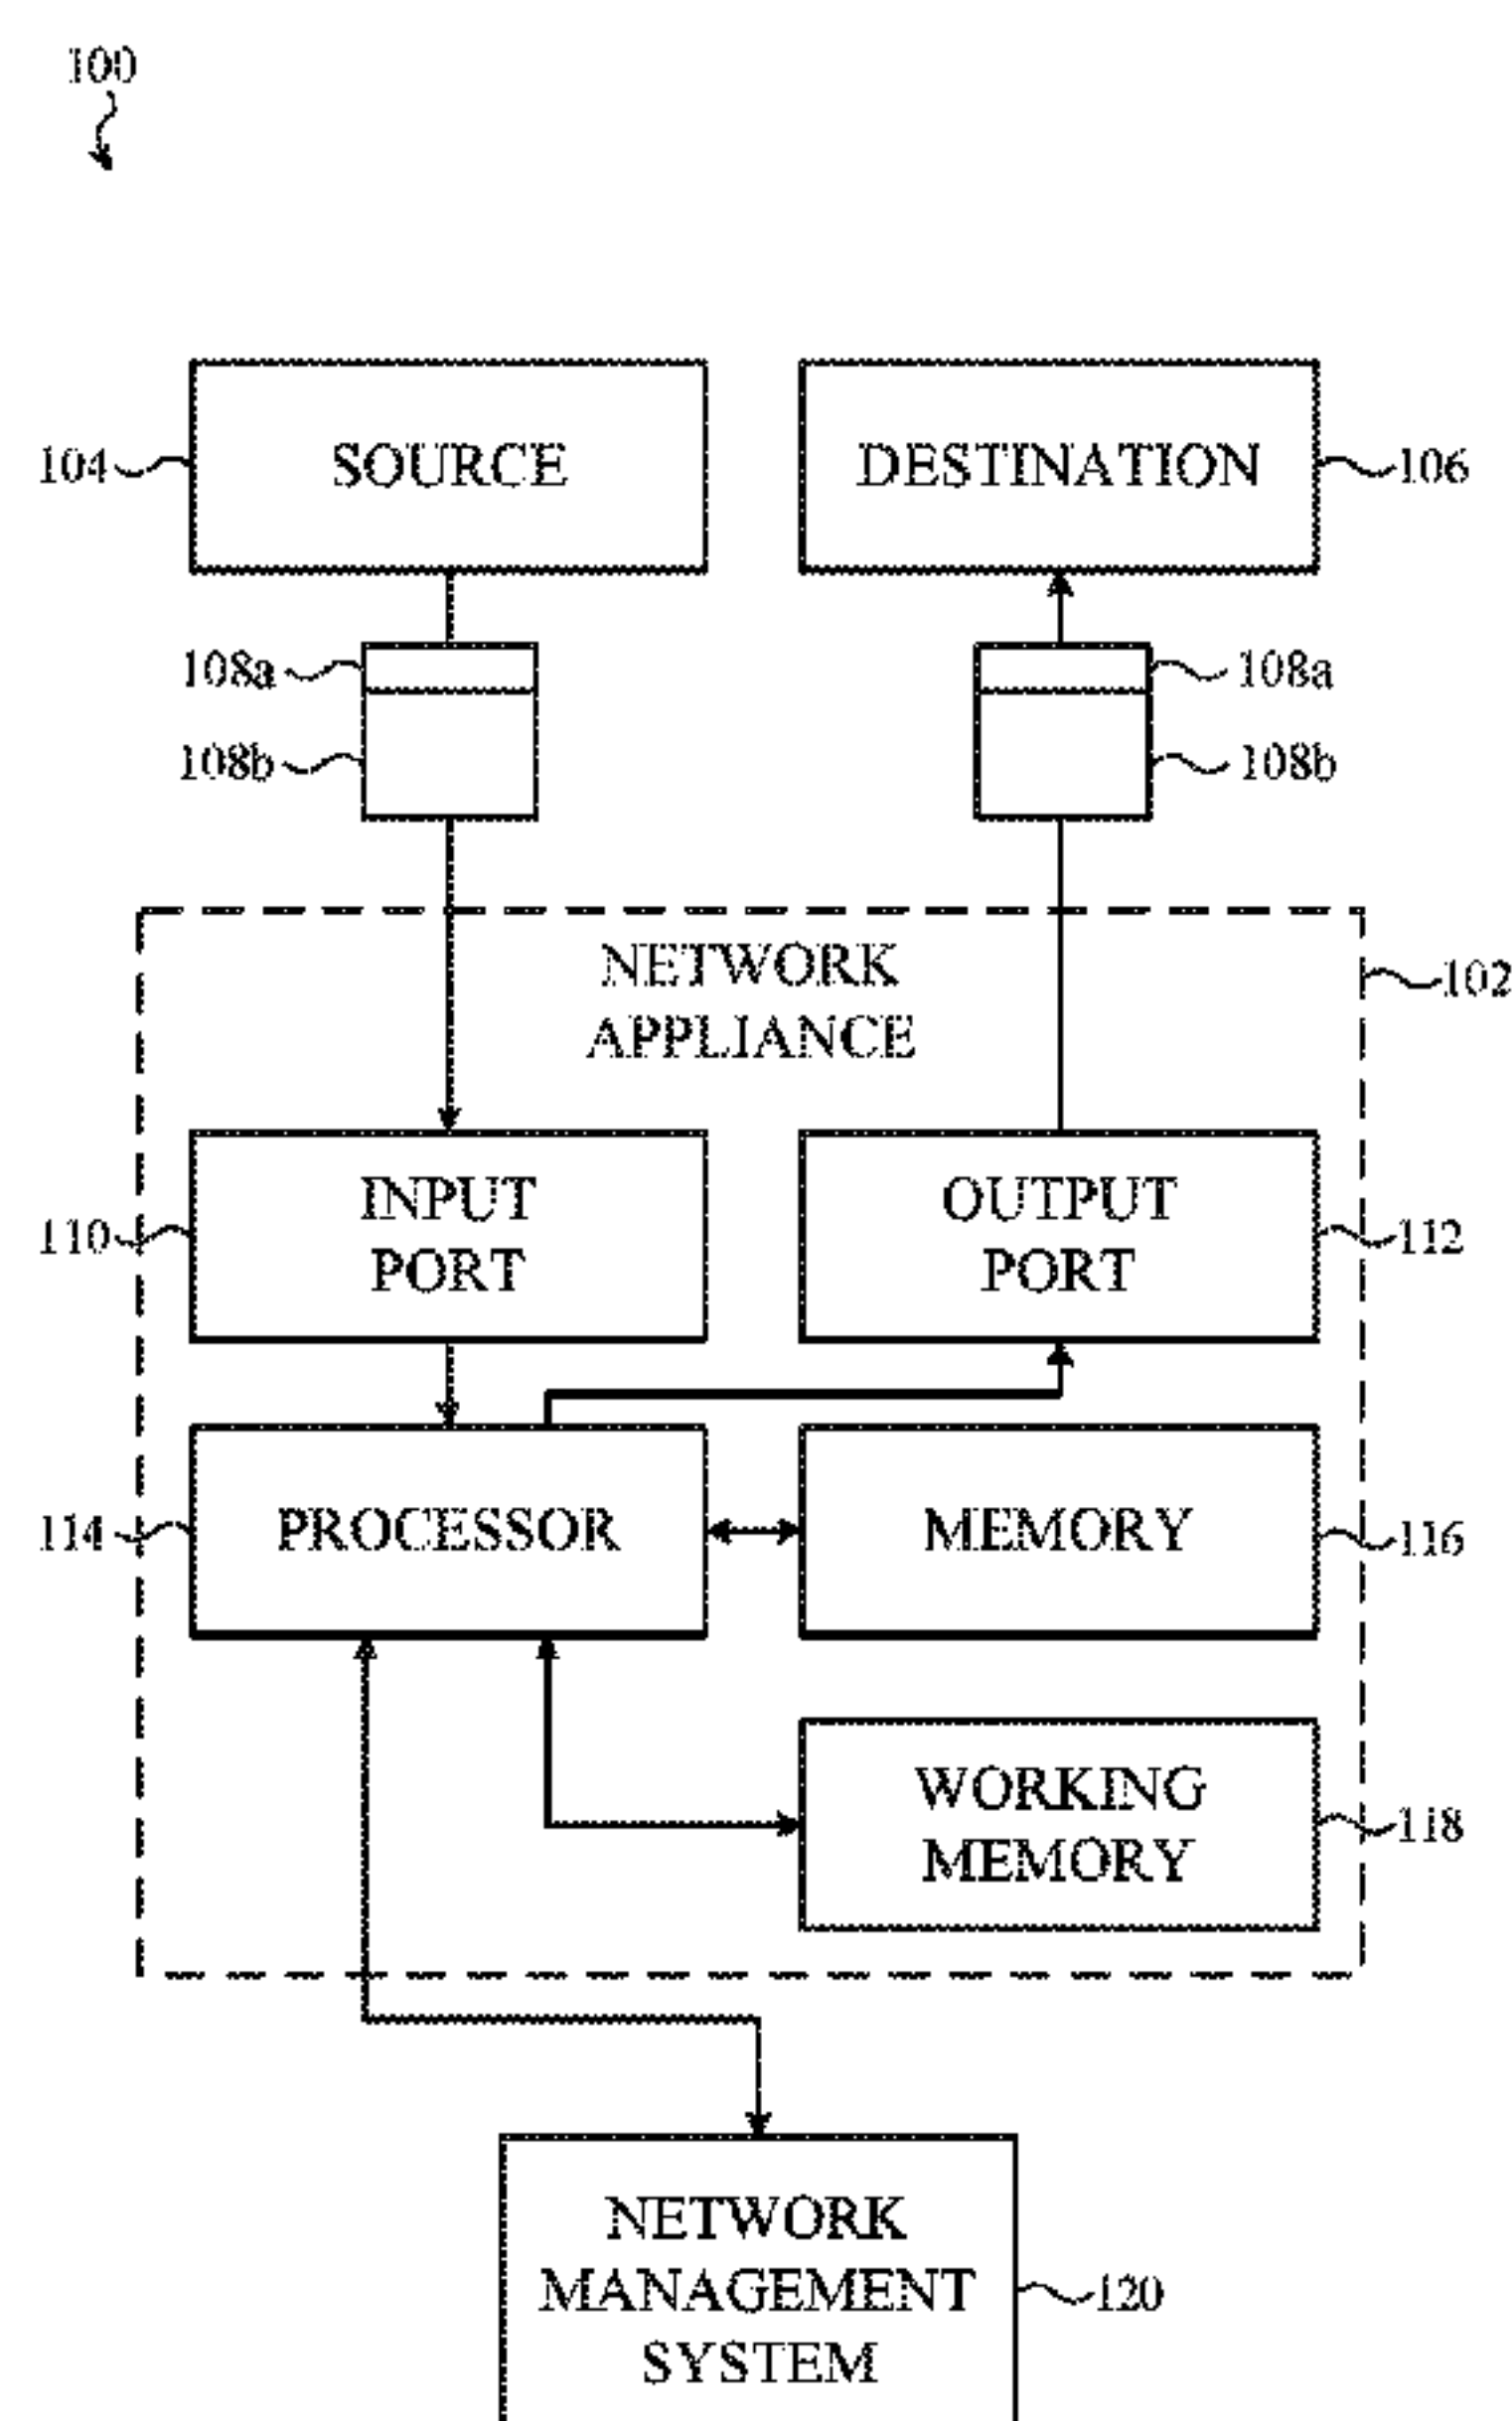 100
SOURCE
DESTINATION
104
106
108a
108a
108b
108b
NETWORK
APPLIANCE
102
INPUT
PORT
OUTPUT
PORT
110
112
PROCESSOR
MEMORY
114
116
WORKING
MEMORY
118
NETWORK
MANAGEMENT
SYSTEM
120